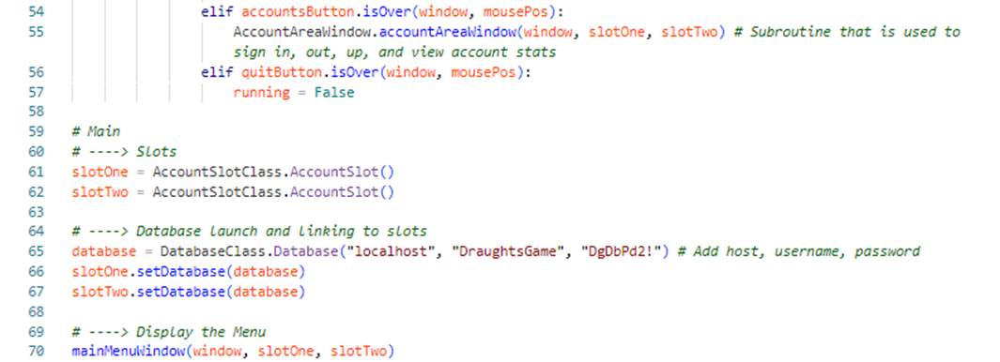 54 elif accountsButton.isOver(window, mousePos):
55 AccountAreaWindow.accountAreaWindow(window, slotOne, slotTwo) # Subroutine that is used to
sign in, out, up, and view account stats
56 elif quitButton.isOver(window, mousePos):
57 running = False
58
59 # Main
60 # ----> Slots
61 slotOne = AccountSlotClass.AccountSlot()
62 slotTwo = AccountSlotClass.AccountSlot()
63
64 # ----> Database launch and linking to slots
65 database = DatabaseClass.Database("localhost", "DraughtsGame", "DgDbPd2!") # Add host, username, password
66 slotOne.setDatabase(database)
67 slotTwo.setDatabase(database)
68
69 # ----> Display the Menu
70 mainMenuWindow(window, slotOne, slotTwo)